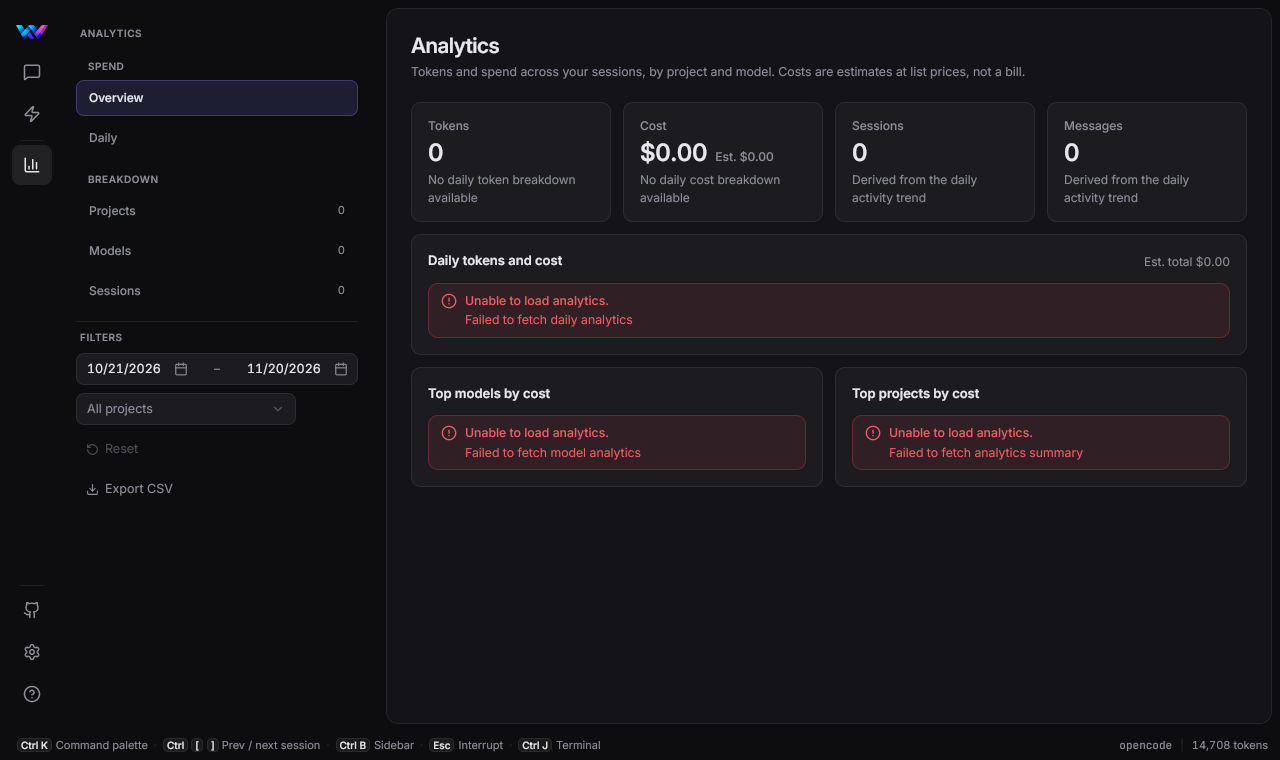 ANALYTICS
SPEND
Overview
Daily
BREAKDOWN
Projects 0
Models 0
Sessions 0
FILTERS
10/21/2026 – 11/20/2026
All projects
Reset
Export CSV
Analytics
Tokens and spend across your sessions, by project and model. Costs are estimates at list prices, not a bill.
Tokens
0
No daily token breakdown
available
Cost
$0.00 Est. $0.00
No daily cost breakdown
available
Sessions
0
Derived from the daily
activity trend
Messages
0
Derived from the daily
activity trend
Daily tokens and cost Est. total $0.00
Unable to load analytics.
Failed to fetch daily analytics
Top models by cost
Unable to load analytics.
Failed to fetch model analytics
Top projects by cost
Unable to load analytics.
Failed to fetch analytics summary
Ctrl K Command palette · Ctrl [ ] Prev / next session · Ctrl B Sidebar · Esc Interrupt · Ctrl J Terminal
opencode 14,708 tokens